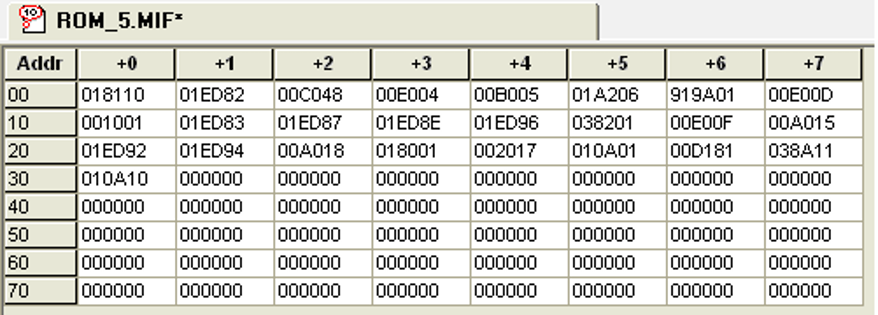 ROM_5.MIF*
Addr +0 +1 +2 +3 +4 +5 +6 +7
00 018110 01ED82 00C048 00E004 00B005 01A206 919A01 00E00D
10 001001 01ED83 01ED87 01ED8E 01ED96 038201 00E00F 00A015
20 01ED92 01ED94 00A018 018001 002017 010A01 00D181 038A11
30 010A10 000000 000000 000000 000000 000000 000000 000000
40 000000 000000 000000 000000 000000 000000 000000 000000
50 000000 000000 000000 000000 000000 000000 000000 000000
60 000000 000000 000000 000000 000000 000000 000000 000000
70 000000 000000 000000 000000 000000 000000 000000 000000